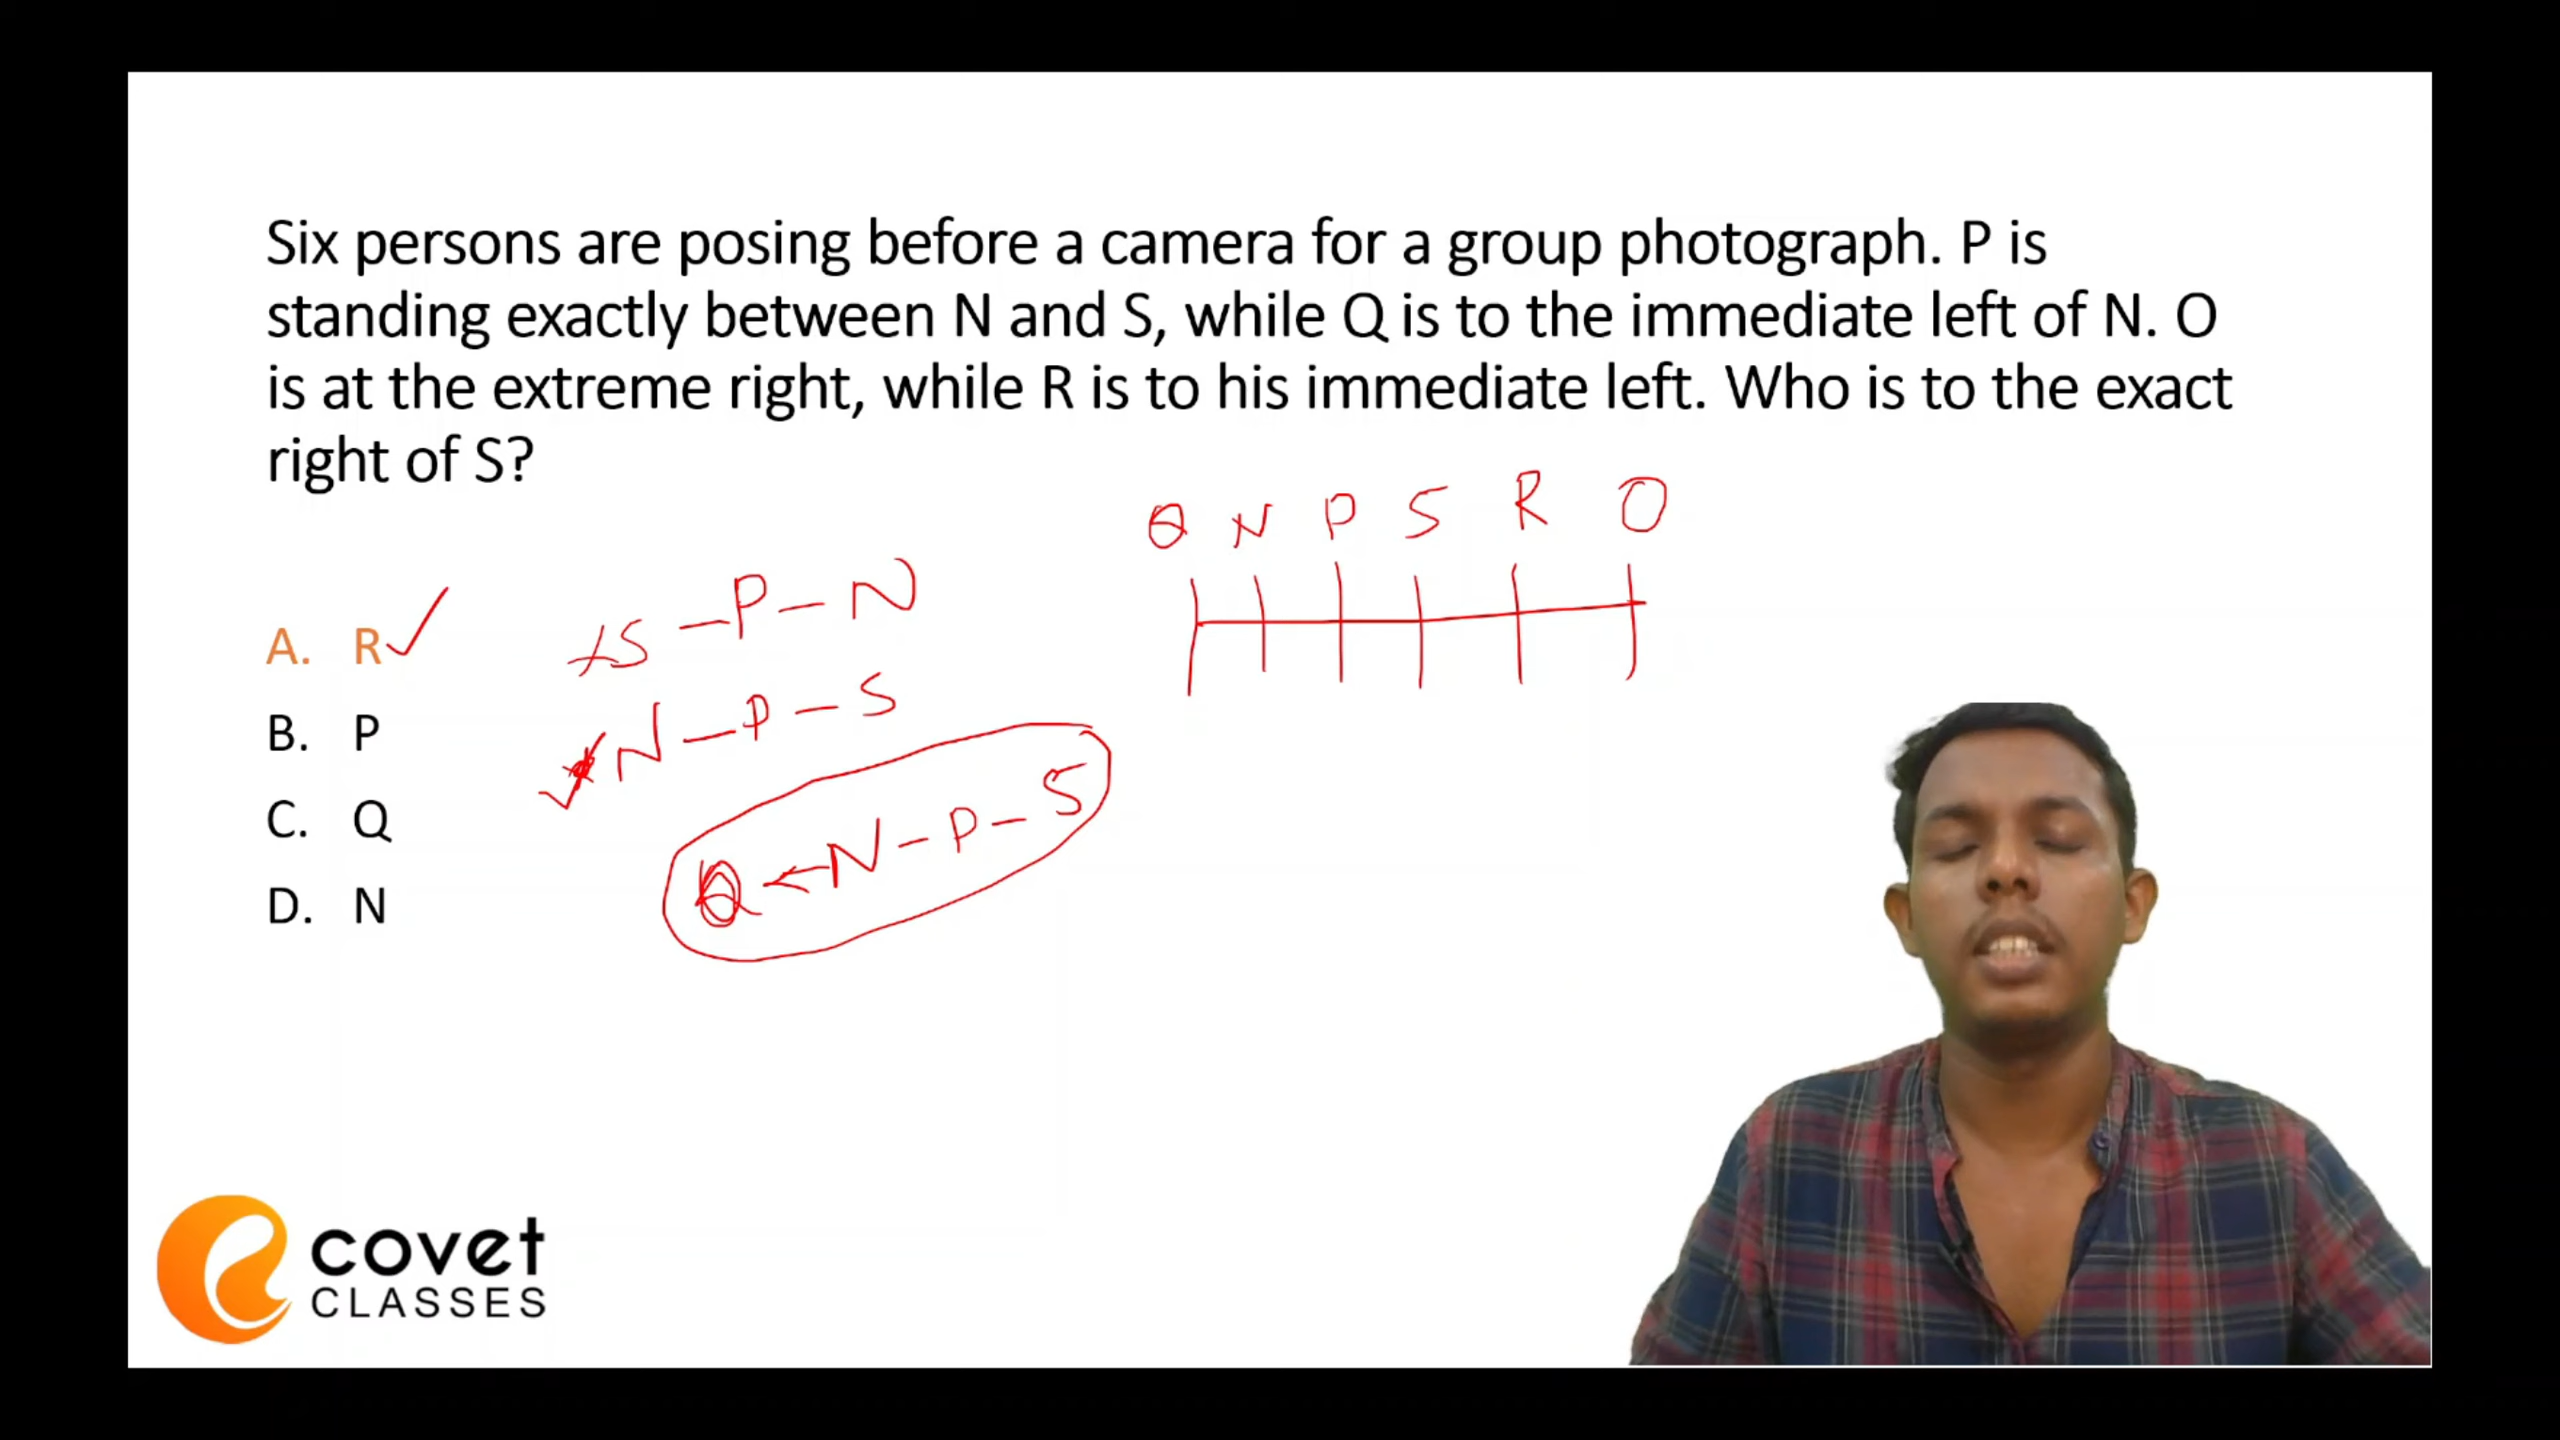 Six persons are posing before a camera for a group photograph. P is
standing exactly between N and S, while Q is to the immediate left of N. O
is at the extreme right, while R is to his immediate left. Who is to the exact
right of S?
Q N P S R O
A. R
B. P
C. Q
D. N
S – P – N
N – P – S
Q ← N – P – S
covet
CLASSES